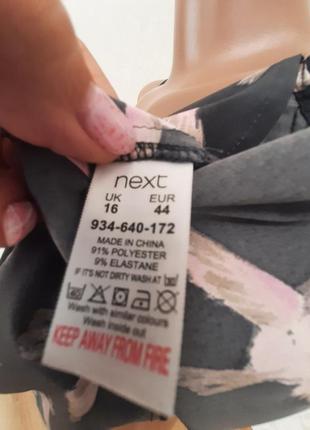 next
UK EUR
16 44
934-640-172
MADE IN CHINA
91% POLYESTER
9% ELASTANE
IF IT'S NOT DIRTY WASH AT
Wash with similar colours
Wash inside out
KEEP AWAY FROM FIRE